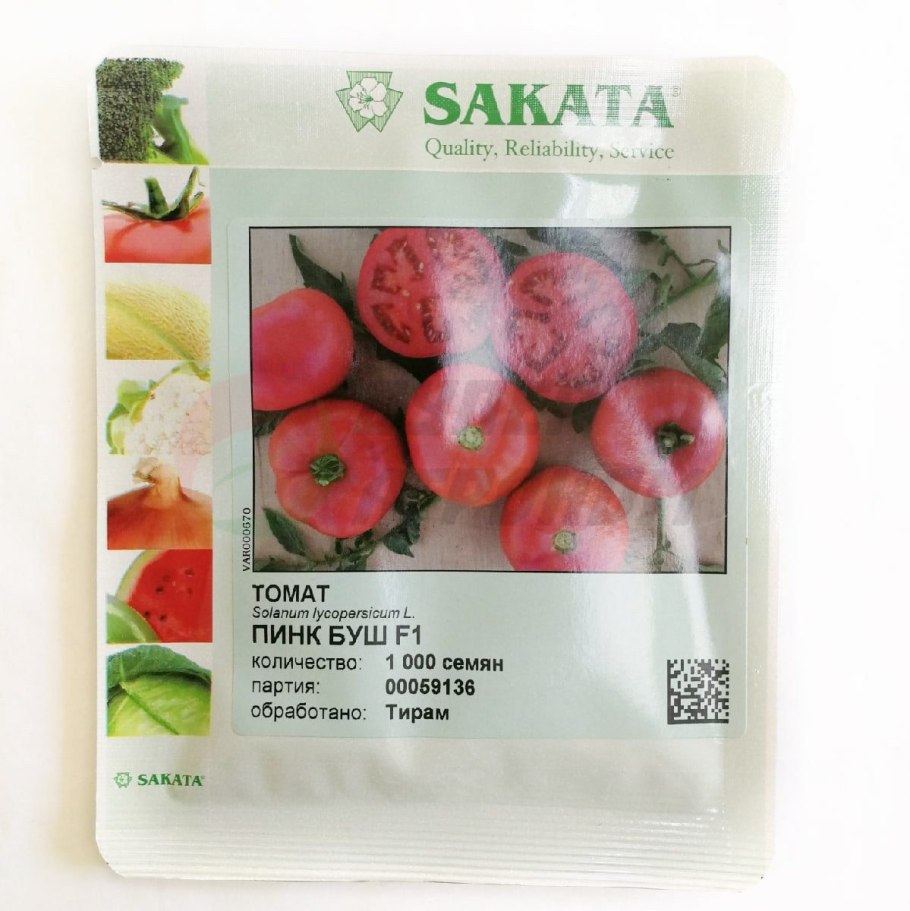 SAKATA®
Quality, Reliability, Service
VAR000670
ТОМАТ
Solanum lycopersicum L.
ПИНК БУШ F1
количество: 1 000 семян
партия: 00059136
обработано: Тирам
SAKATA®